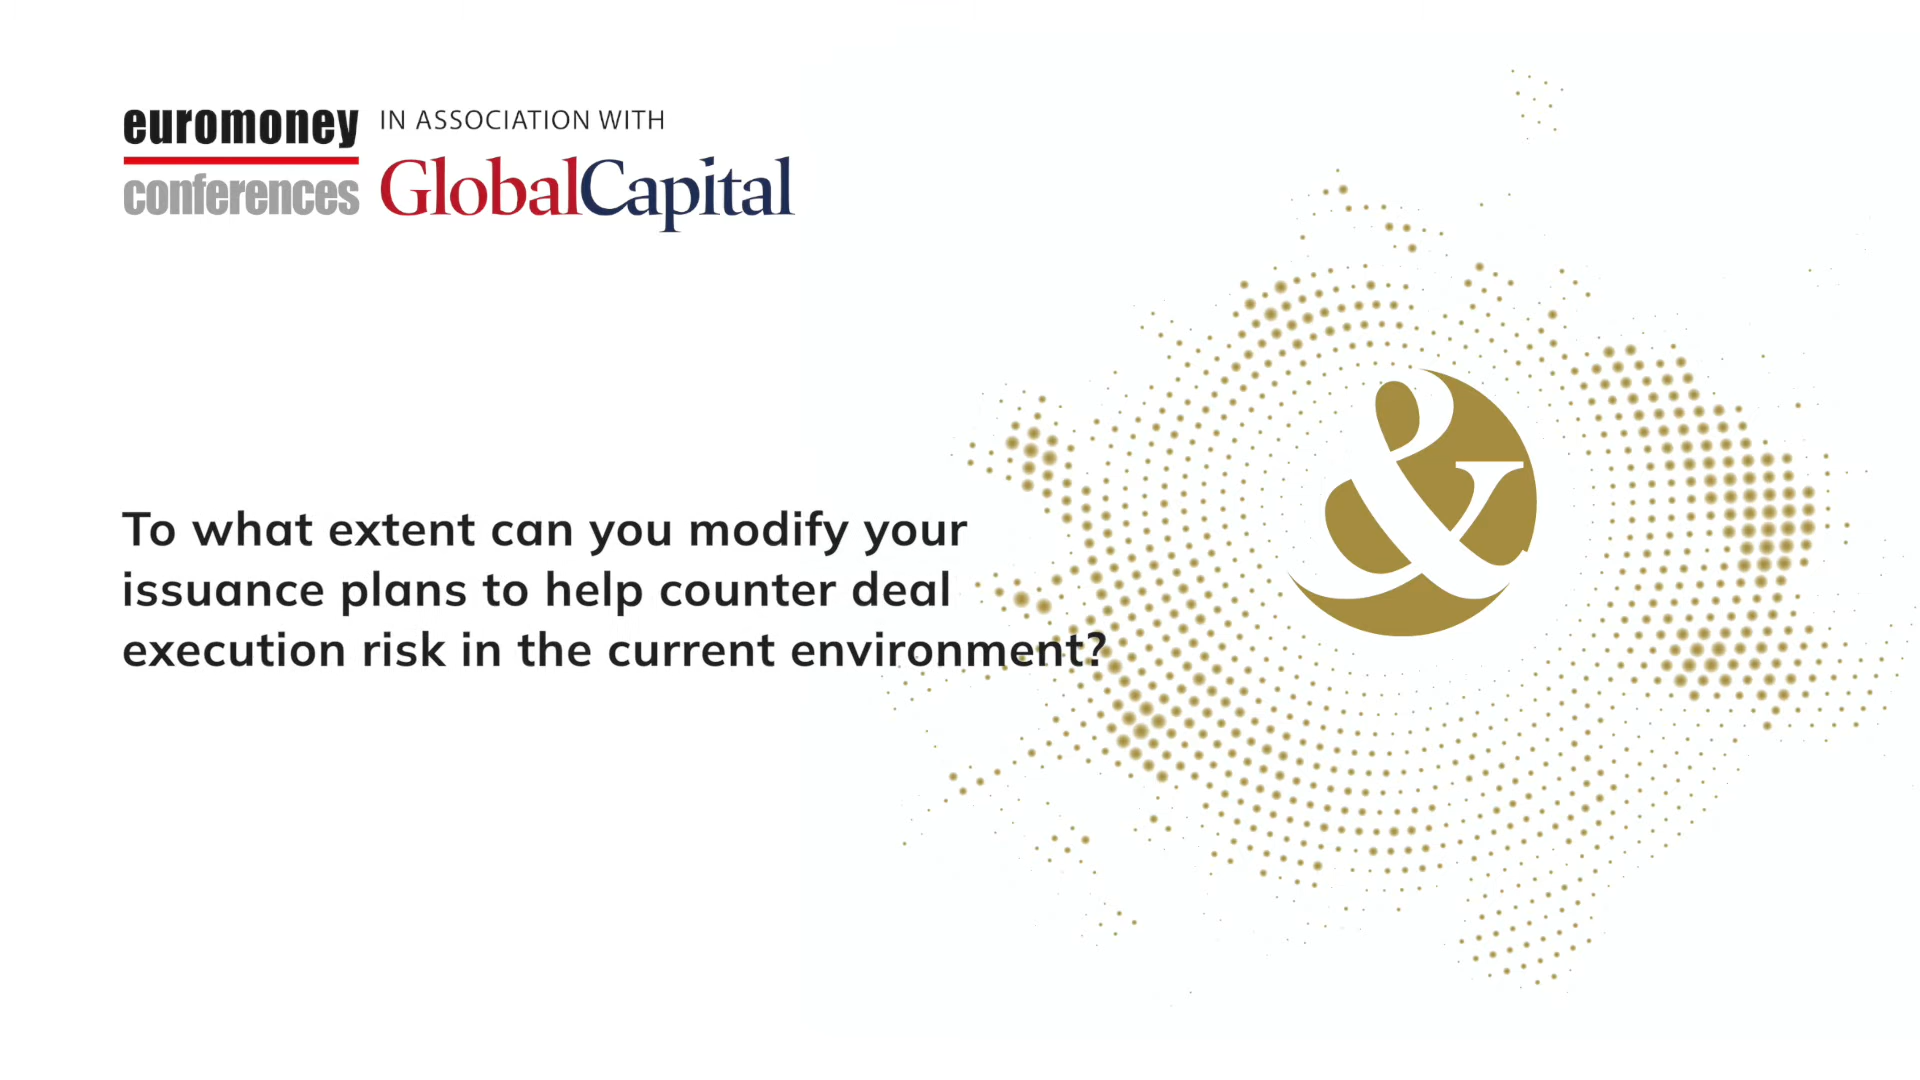 euromoney
conferences
IN ASSOCIATION WITH
GlobalCapital
To what extent can you modify your
issuance plans to help counter deal
execution risk in the current environment?
&